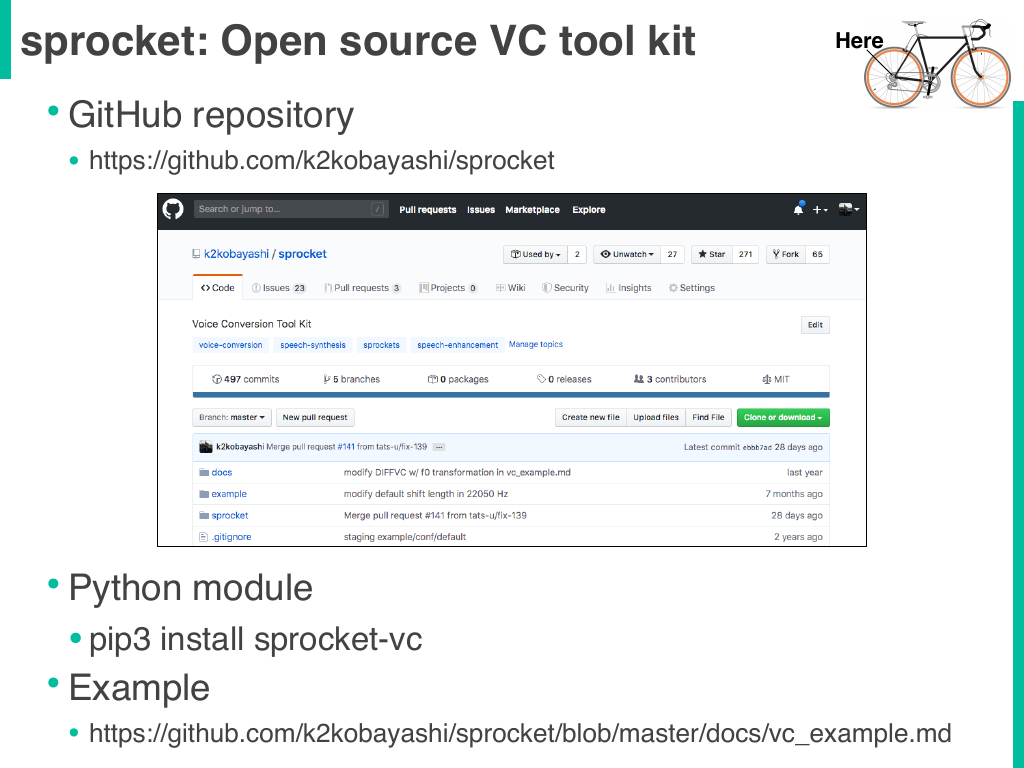 sprocket: Open source VC tool kit
Here
• GitHub repository
• https://github.com/k2kobayashi/sprocket
Search or jump to... /
Pull requests Issues Marketplace Explore
k2kobayashi / sprocket
Used by 2 Unwatch 27 Star 271 Fork 65
Code Issues 23 Pull requests 3 Projects 0 Wiki Security Insights Settings
Voice Conversion Tool Kit
Edit
voice-conversion speech-synthesis sprockets speech-enhancement Manage topics
497 commits 5 branches 0 packages 0 releases 3 contributors MIT
Branch: master New pull request Create new file Upload files Find File Clone or download
k2kobayashi Merge pull request #141 from tats-u/fix-139 ... Latest commit ebbb7ad 28 days ago
docs modify DIFFVC w/ f0 transformation in vc_example.md last year
example modify default shift length in 22050 Hz 7 months ago
sprocket Merge pull request #141 from tats-u/fix-139 28 days ago
.gitignore staging example/conf/default 2 years ago
• Python module
• pip3 install sprocket-vc
• Example
• https://github.com/k2kobayashi/sprocket/blob/master/docs/vc_example.md